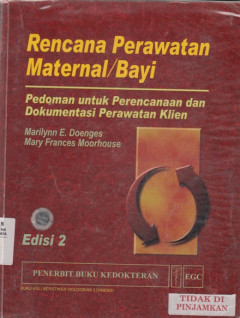 Rencana Perawatan
Maternal/Bayi
Pedoman untuk Perencanaan dan
Dokumentasi Perawatan Klien
Marilynn E. Doenges
Mary Frances Moorhouse
Edisi 2
PENERBIT BUKU KEDOKTERAN
EGC
TIDAK DI
PINJAMKAN